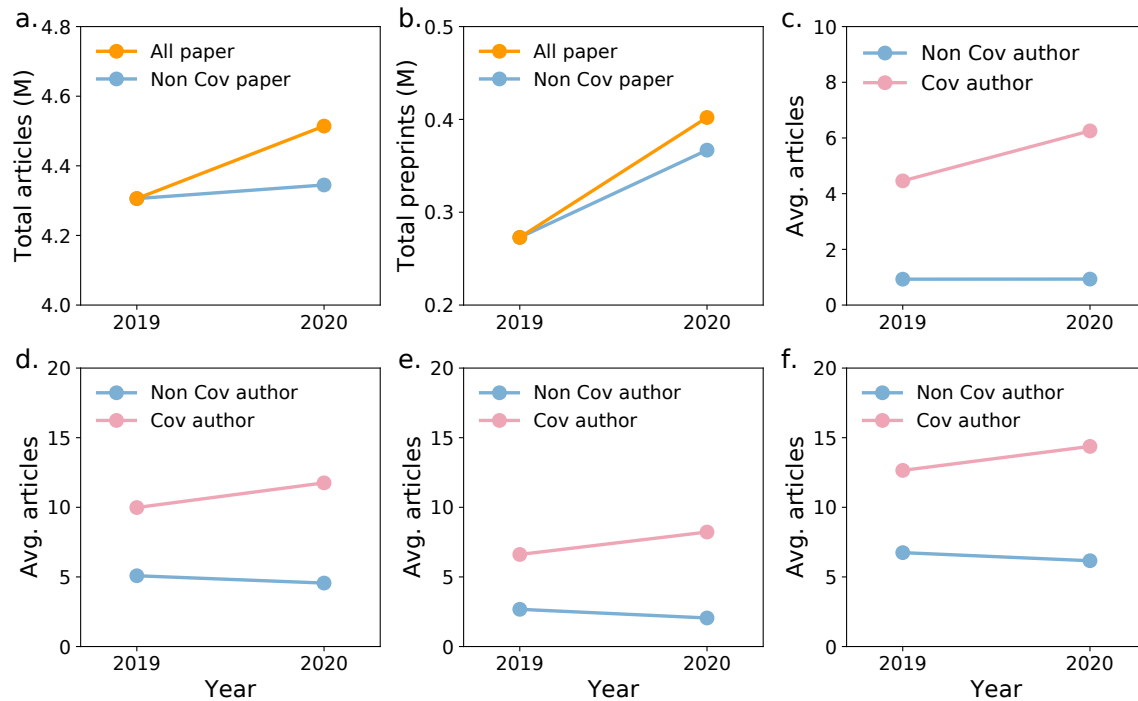 a.
4.8
4.6
4.4
4.2
4.0
Total articles (M)
All paper
Non Cov paper
2019
2020
b.
0.5
0.4
0.3
0.2
Total preprints (M)
All paper
Non Cov paper
2019
2020
c.
10
8
6
4
2
0
Avg. articles
Non Cov author
Cov author
2019
2020
d.
20
15
10
5
0
Avg. articles
Non Cov author
Cov author
2019
2020
Year
e.
20
15
10
5
0
Avg. articles
Non Cov author
Cov author
2019
2020
Year
f.
20
15
10
5
0
Avg. articles
Non Cov author
Cov author
2019
2020
Year